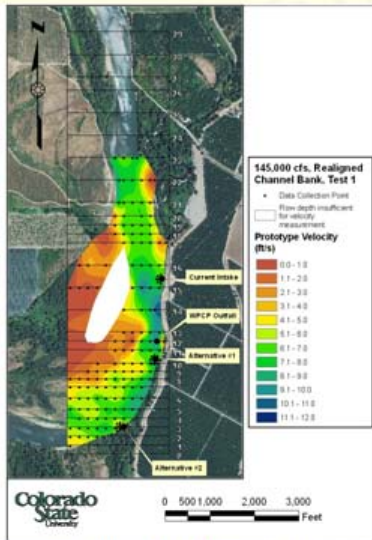 145,000 cfs, Realigned
Channel Bank, Test 1
Data Collection Point
Flow depth insufficient
for velocity
measurement
Prototype Velocity
(ft/s)
0.0 - 1.0
1.1 - 2.0
2.1 - 3.0
3.1 - 4.0
4.1 - 5.0
5.1 - 6.0
6.1 - 7.0
7.1 - 8.0
8.1 - 9.0
9.1 - 10.0
10.1 - 11.0
11.1 - 12.0
Current Intake
WPCP Outfall
Alternative #1
Alternative #2
Colorado
State
University
0 500 1,000 2,000 3,000
Feet